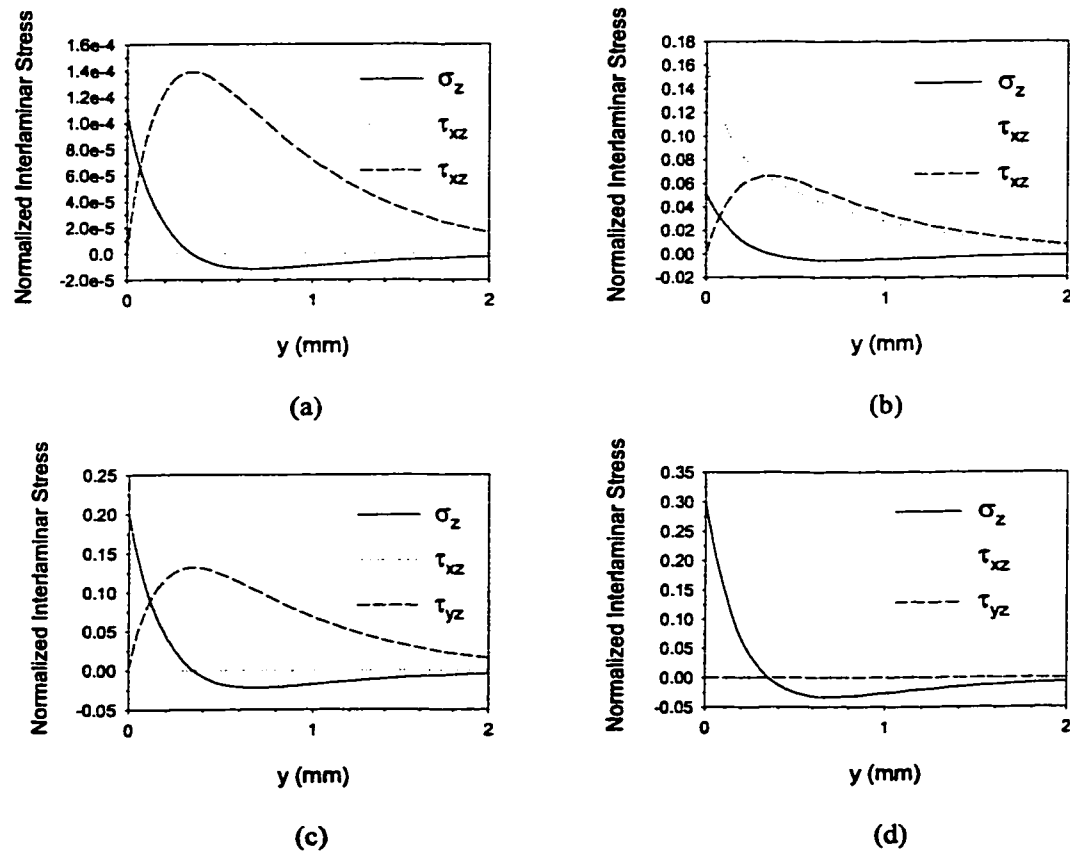 Normalized Interlaminar Stress
1.6e-4
1.4e-4
1.2e-4
1.0e-4
8.0e-5
6.0e-5
4.0e-5
2.0e-5
0.0
-2.0e-5
σz
τxz
τxz
0
1
2
y (mm)
(a)
Normalized Interlaminar Stress
0.18
0.16
0.14
0.12
0.10
0.08
0.06
0.04
0.02
0.00
-0.02
σz
τxz
τxz
0
1
2
y (mm)
(b)
Normalized Interlaminar Stress
0.25
0.20
0.15
0.10
0.05
0.00
-0.05
σz
τxz
τyz
0
1
2
y (mm)
(c)
Normalized Interlaminar Stress
0.35
0.30
0.25
0.20
0.15
0.10
0.05
0.00
-0.05
σz
τxz
τyz
0
1
2
y (mm)
(d)